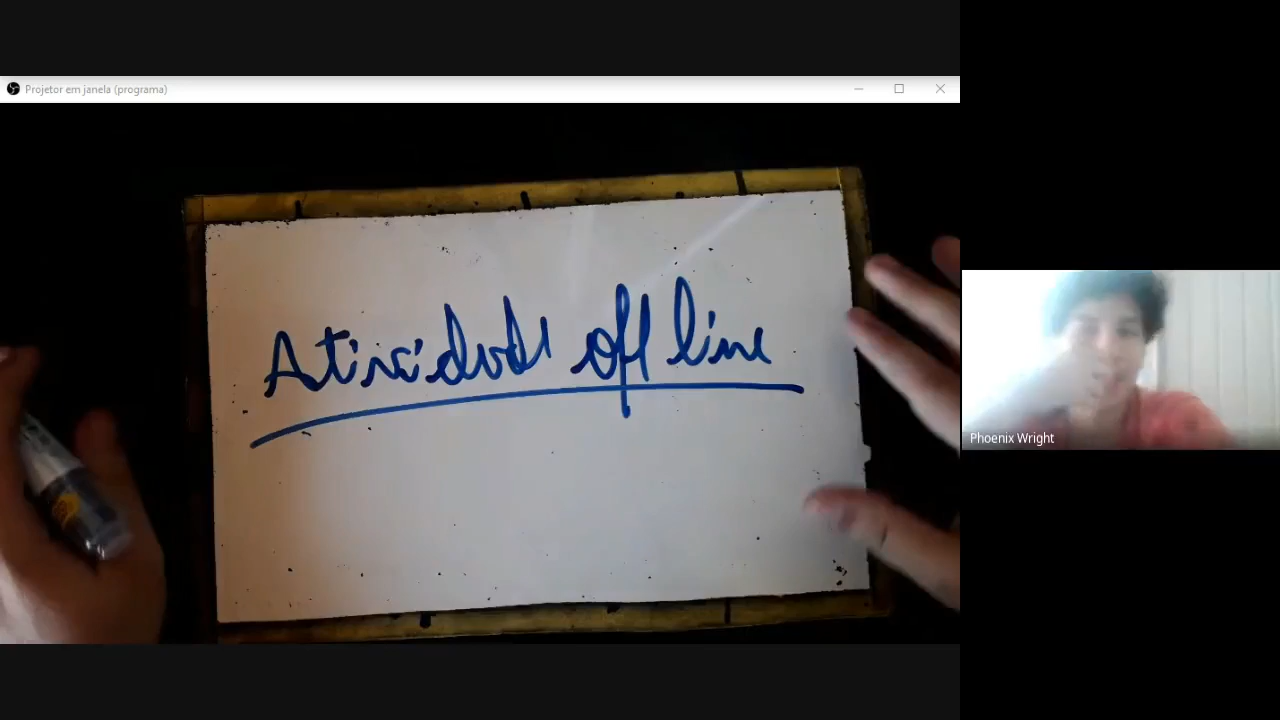 Projetor em janela (programa)
Atividade off line
Phoenix Wright